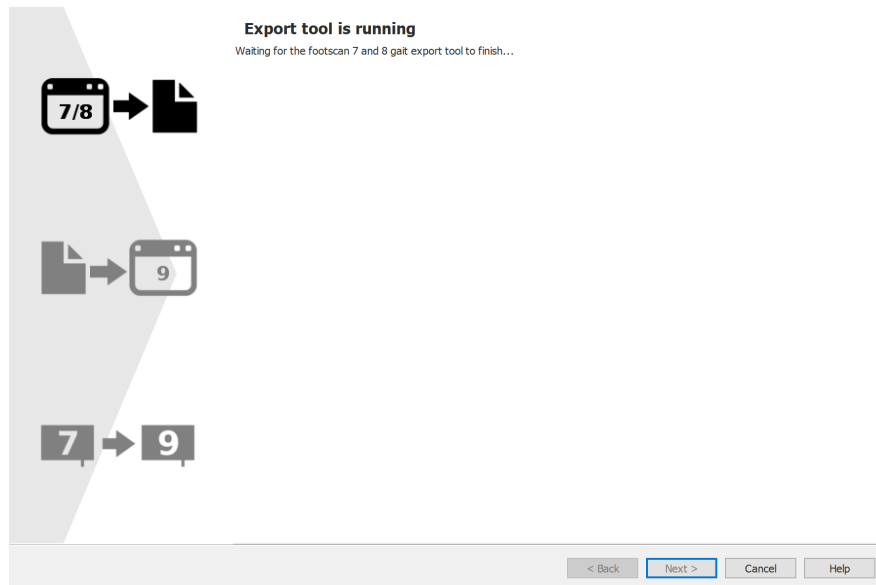 Export tool is running
Waiting for the footscan 7 and 8 gait export tool to finish...
7/8
9
7 9
< Back Next > Cancel Help